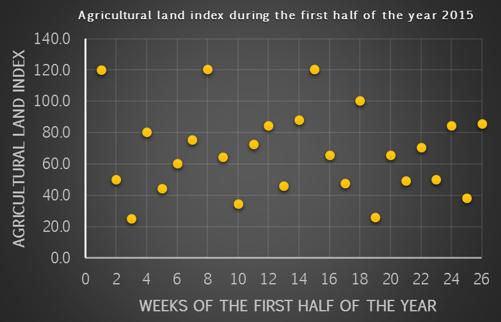 Agricultural land index during the first half of the year 2015
AGRICULTURAL LAND INDEX
140.0
120.0
100.0
80.0
60.0
40.0
20.0
0.0
0 2 4 6 8 10 12 14 16 18 20 22 24 26
WEEKS OF THE FIRST HALF OF THE YEAR